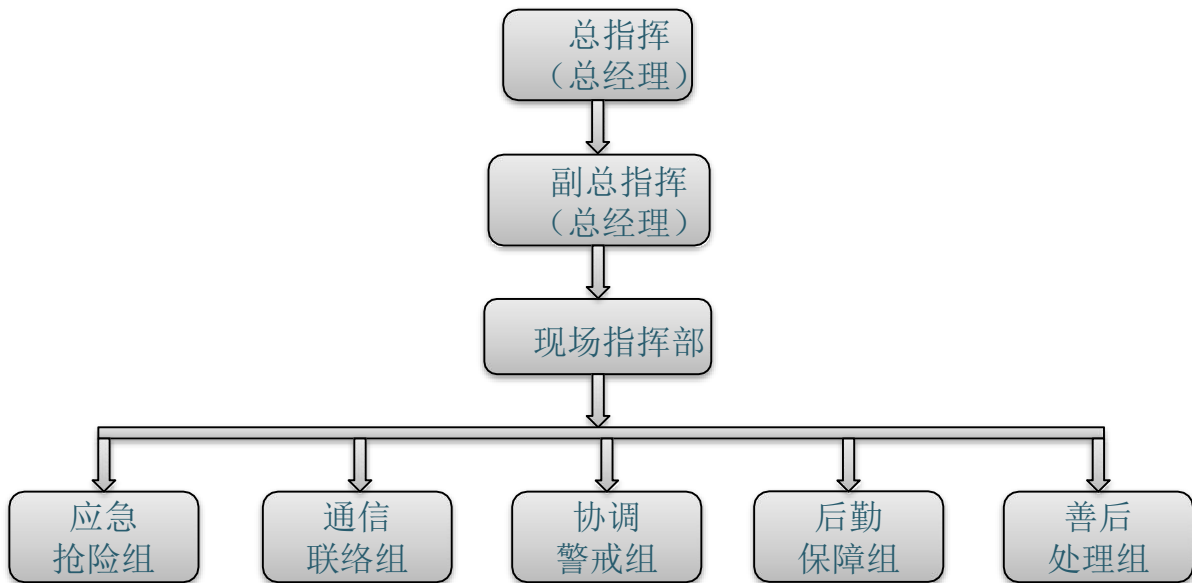 总指挥
（总经理）
副总指挥
（总经理）
现场指挥部
应急
抢险组
通信
联络组
协调
警戒组
后勤
保障组
善后
处理组